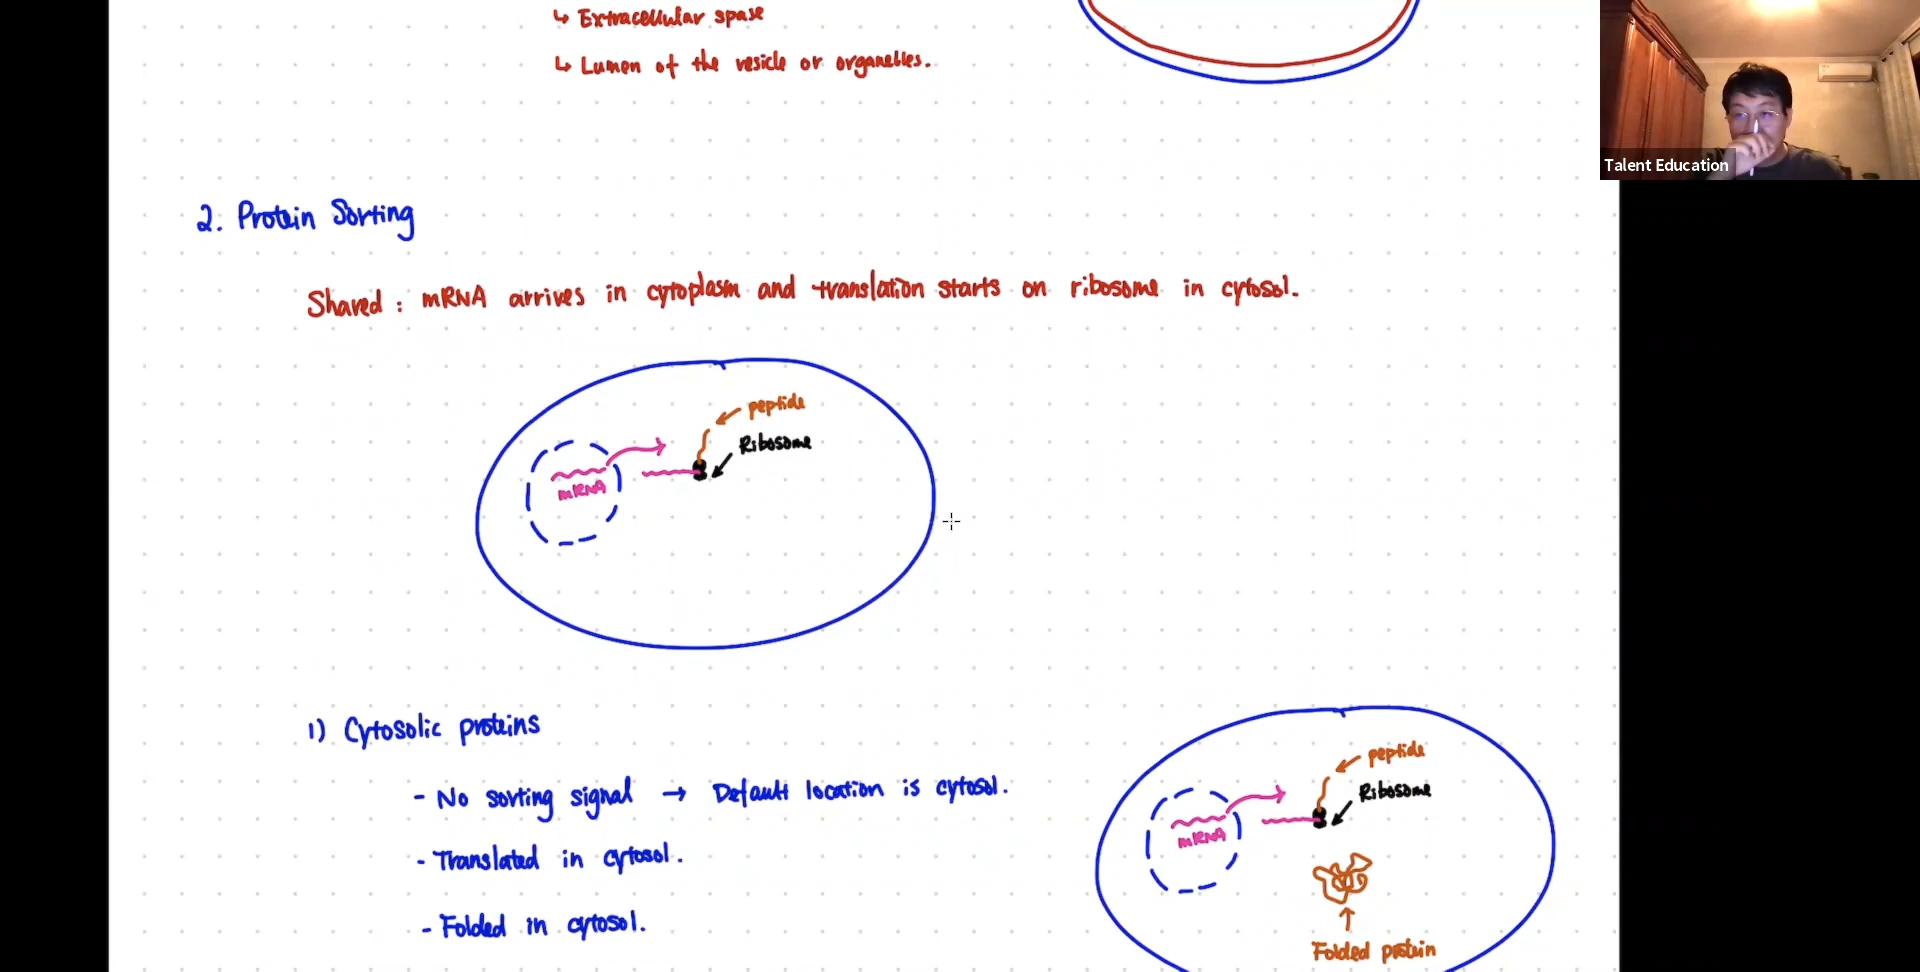 ↳ Extracellular spase
↳ Lumen of the vesicle or organelles.
Talent Education
2. Protein Sorting
Shared : mRNA arrives in cytoplasm and translation starts on ribosome in cytosol.
peptide
Ribosome
mRNA
1) Cytosolic proteins
- No sorting signal → Default location is cytosol.
- Translated in cytosol.
- Folded in cytosol.
peptide
Ribosome
mRNA
Folded protein